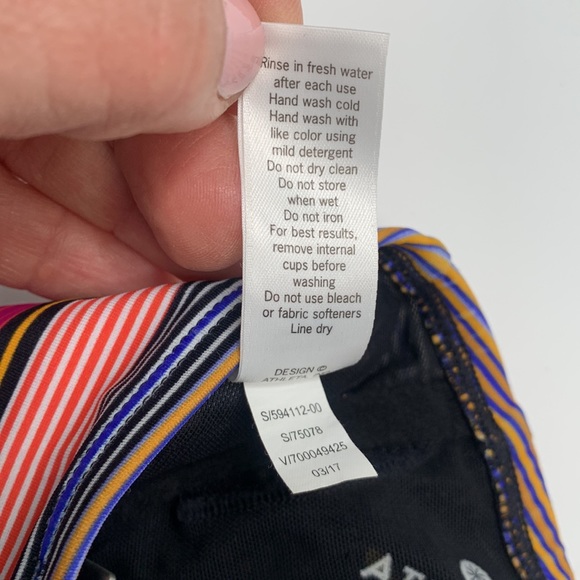 Rinse in fresh water
after each use
Hand wash cold
Hand wash with
like color using
mild detergent
Do not dry clean
Do not store
when wet
Do not iron
For best results,
remove internal
cups before
washing
Do not use bleach
or fabric softeners
Line dry
DESIGN ©
ATHLETA
S/594112-00
S/75078
V/700049425
03/17